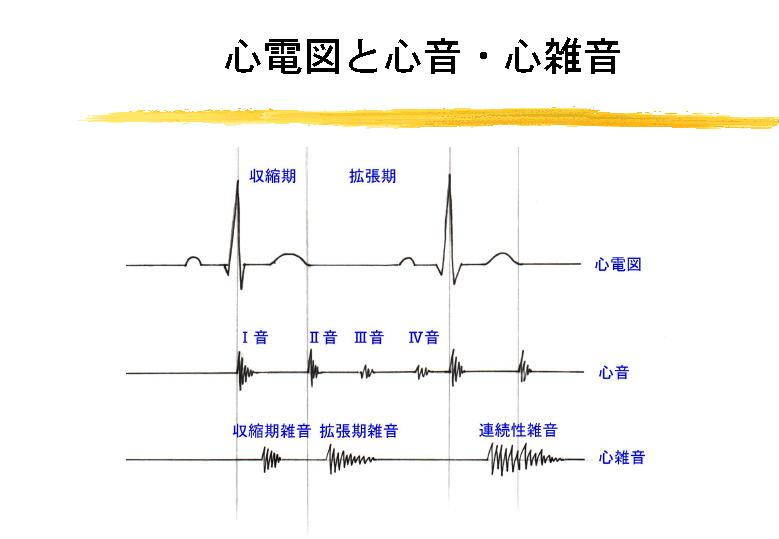 心電図と心音・心雑音
収縮期 拡張期
心電図
Ⅰ音 Ⅱ音 Ⅲ音 Ⅳ音
心音
収縮期雑音 拡張期雑音 連続性雑音
心雑音